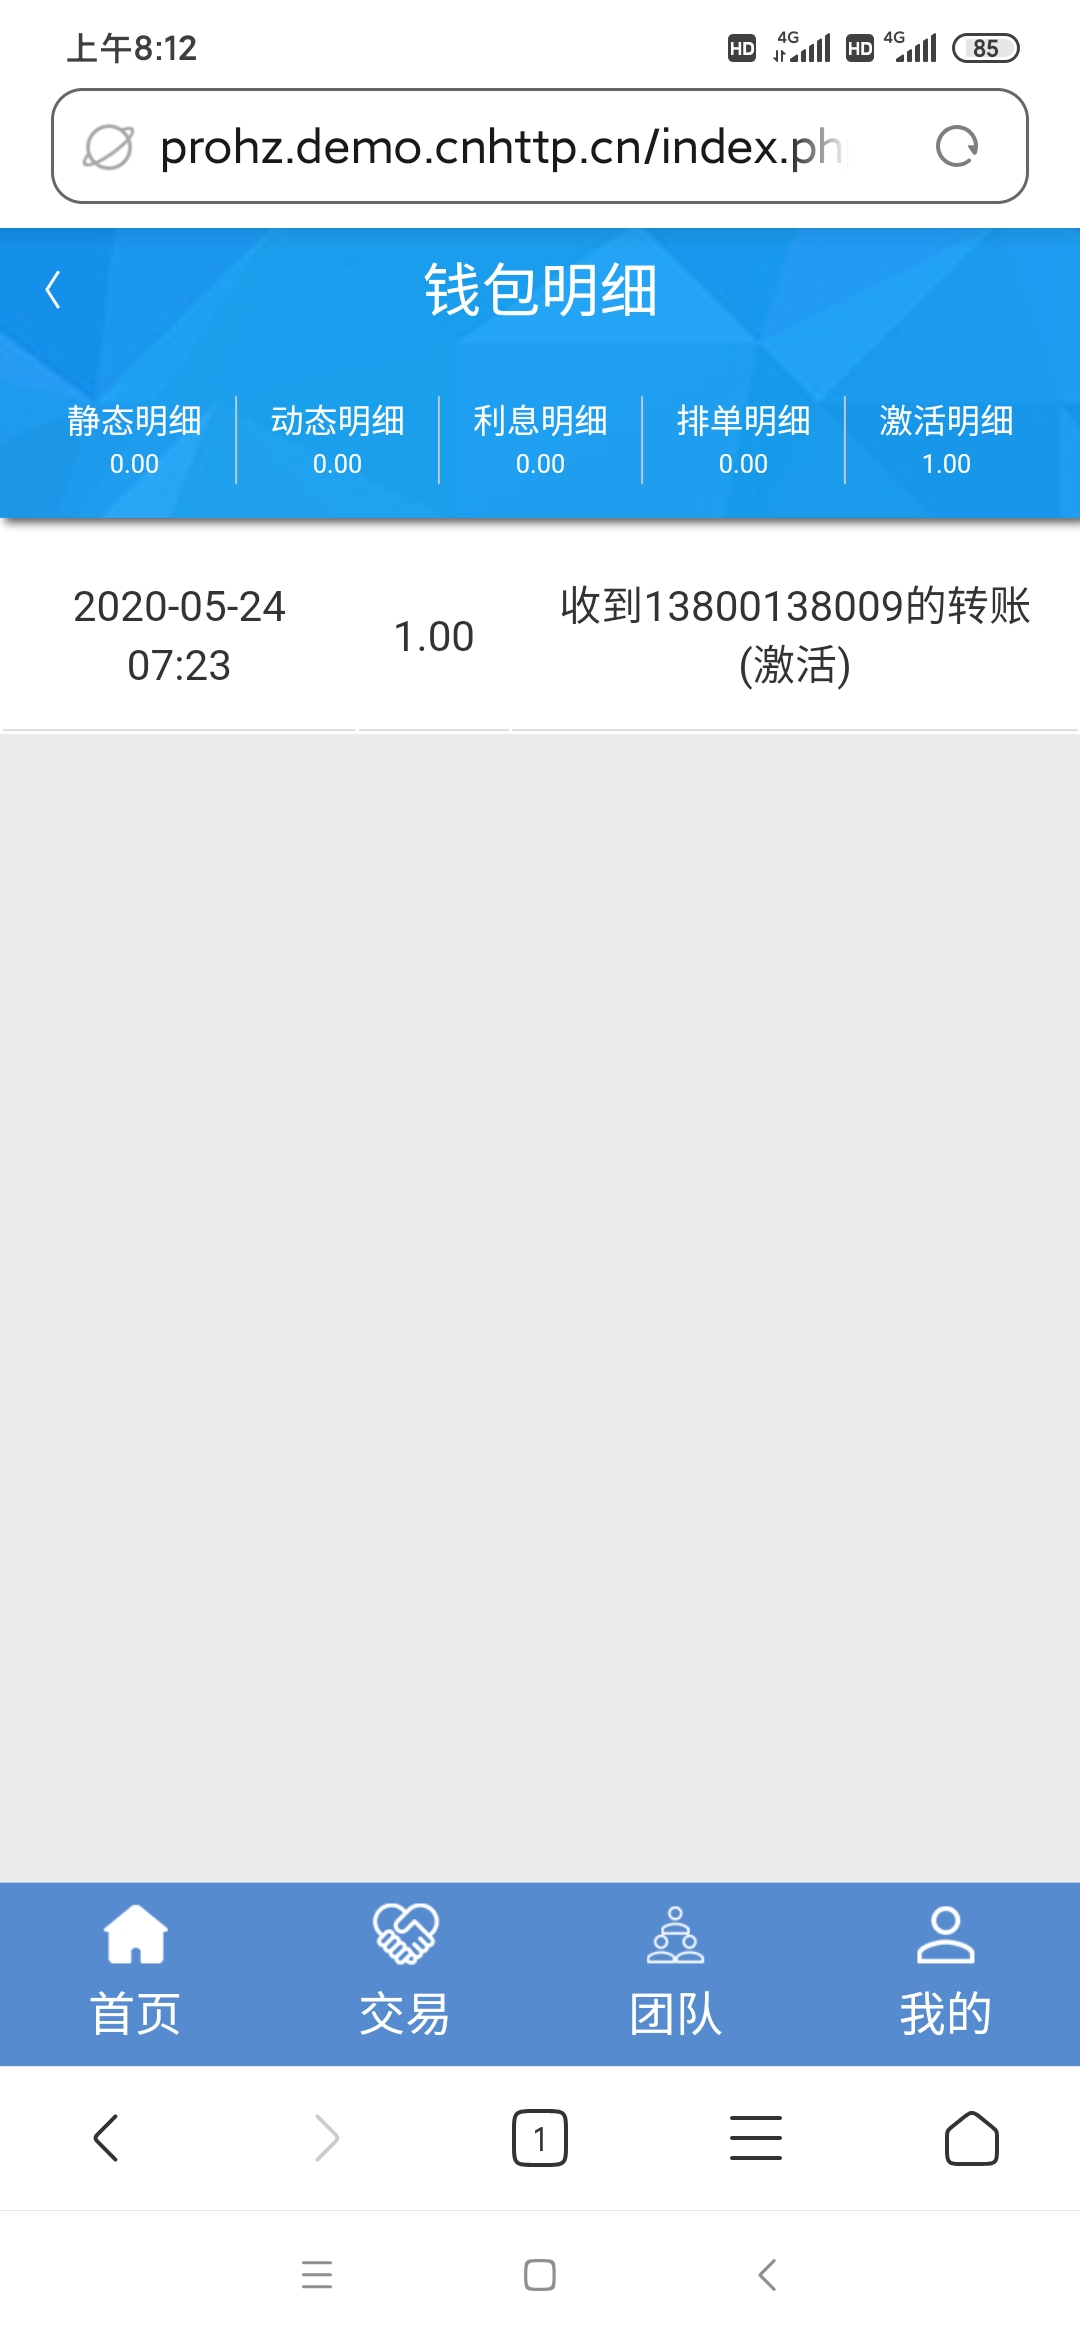 上午8:12
HD 4G HD 4G 85
prohz.demo.cnhttp.cn/index.ph
钱包明细
静态明细 动态明细 利息明细 排单明细 激活明细
0.00 0.00 0.00 0.00 1.00
2020-05-24 07:23
1.00
收到13800138009的转账
(激活)
首页 交易 团队 我的
1